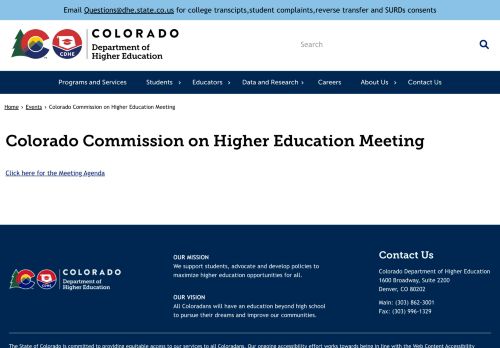 Email Questions@dhe.state.co.us for college transcipts,student complaints,reverse transfer and SURDs consents
COLORADO
Department of
Higher Education
CDHE
Search
Programs and Services Students Educators Data and Research Careers About Us Contact Us
Home > Events > Colorado Commission on Higher Education Meeting
Colorado Commission on Higher Education Meeting
Click here for the Meeting Agenda
COLORADO
Department of
Higher Education
CDHE
OUR MISSION
We support students, advocate and develop policies to
maximize higher education opportunities for all.
OUR VISION
All Coloradans will have an education beyond high school
to pursue their dreams and improve our communities.
Contact Us
Colorado Department of Higher Education
1600 Broadway, Suite 2200
Denver, CO 80202
Main: (303) 862-3001
Fax: (303) 996-1329
The State of Colorado is committed to providing equitable access to our services to all Coloradans. Our ongoing accessibility effort works towards being in line with the Web Content Accessibility